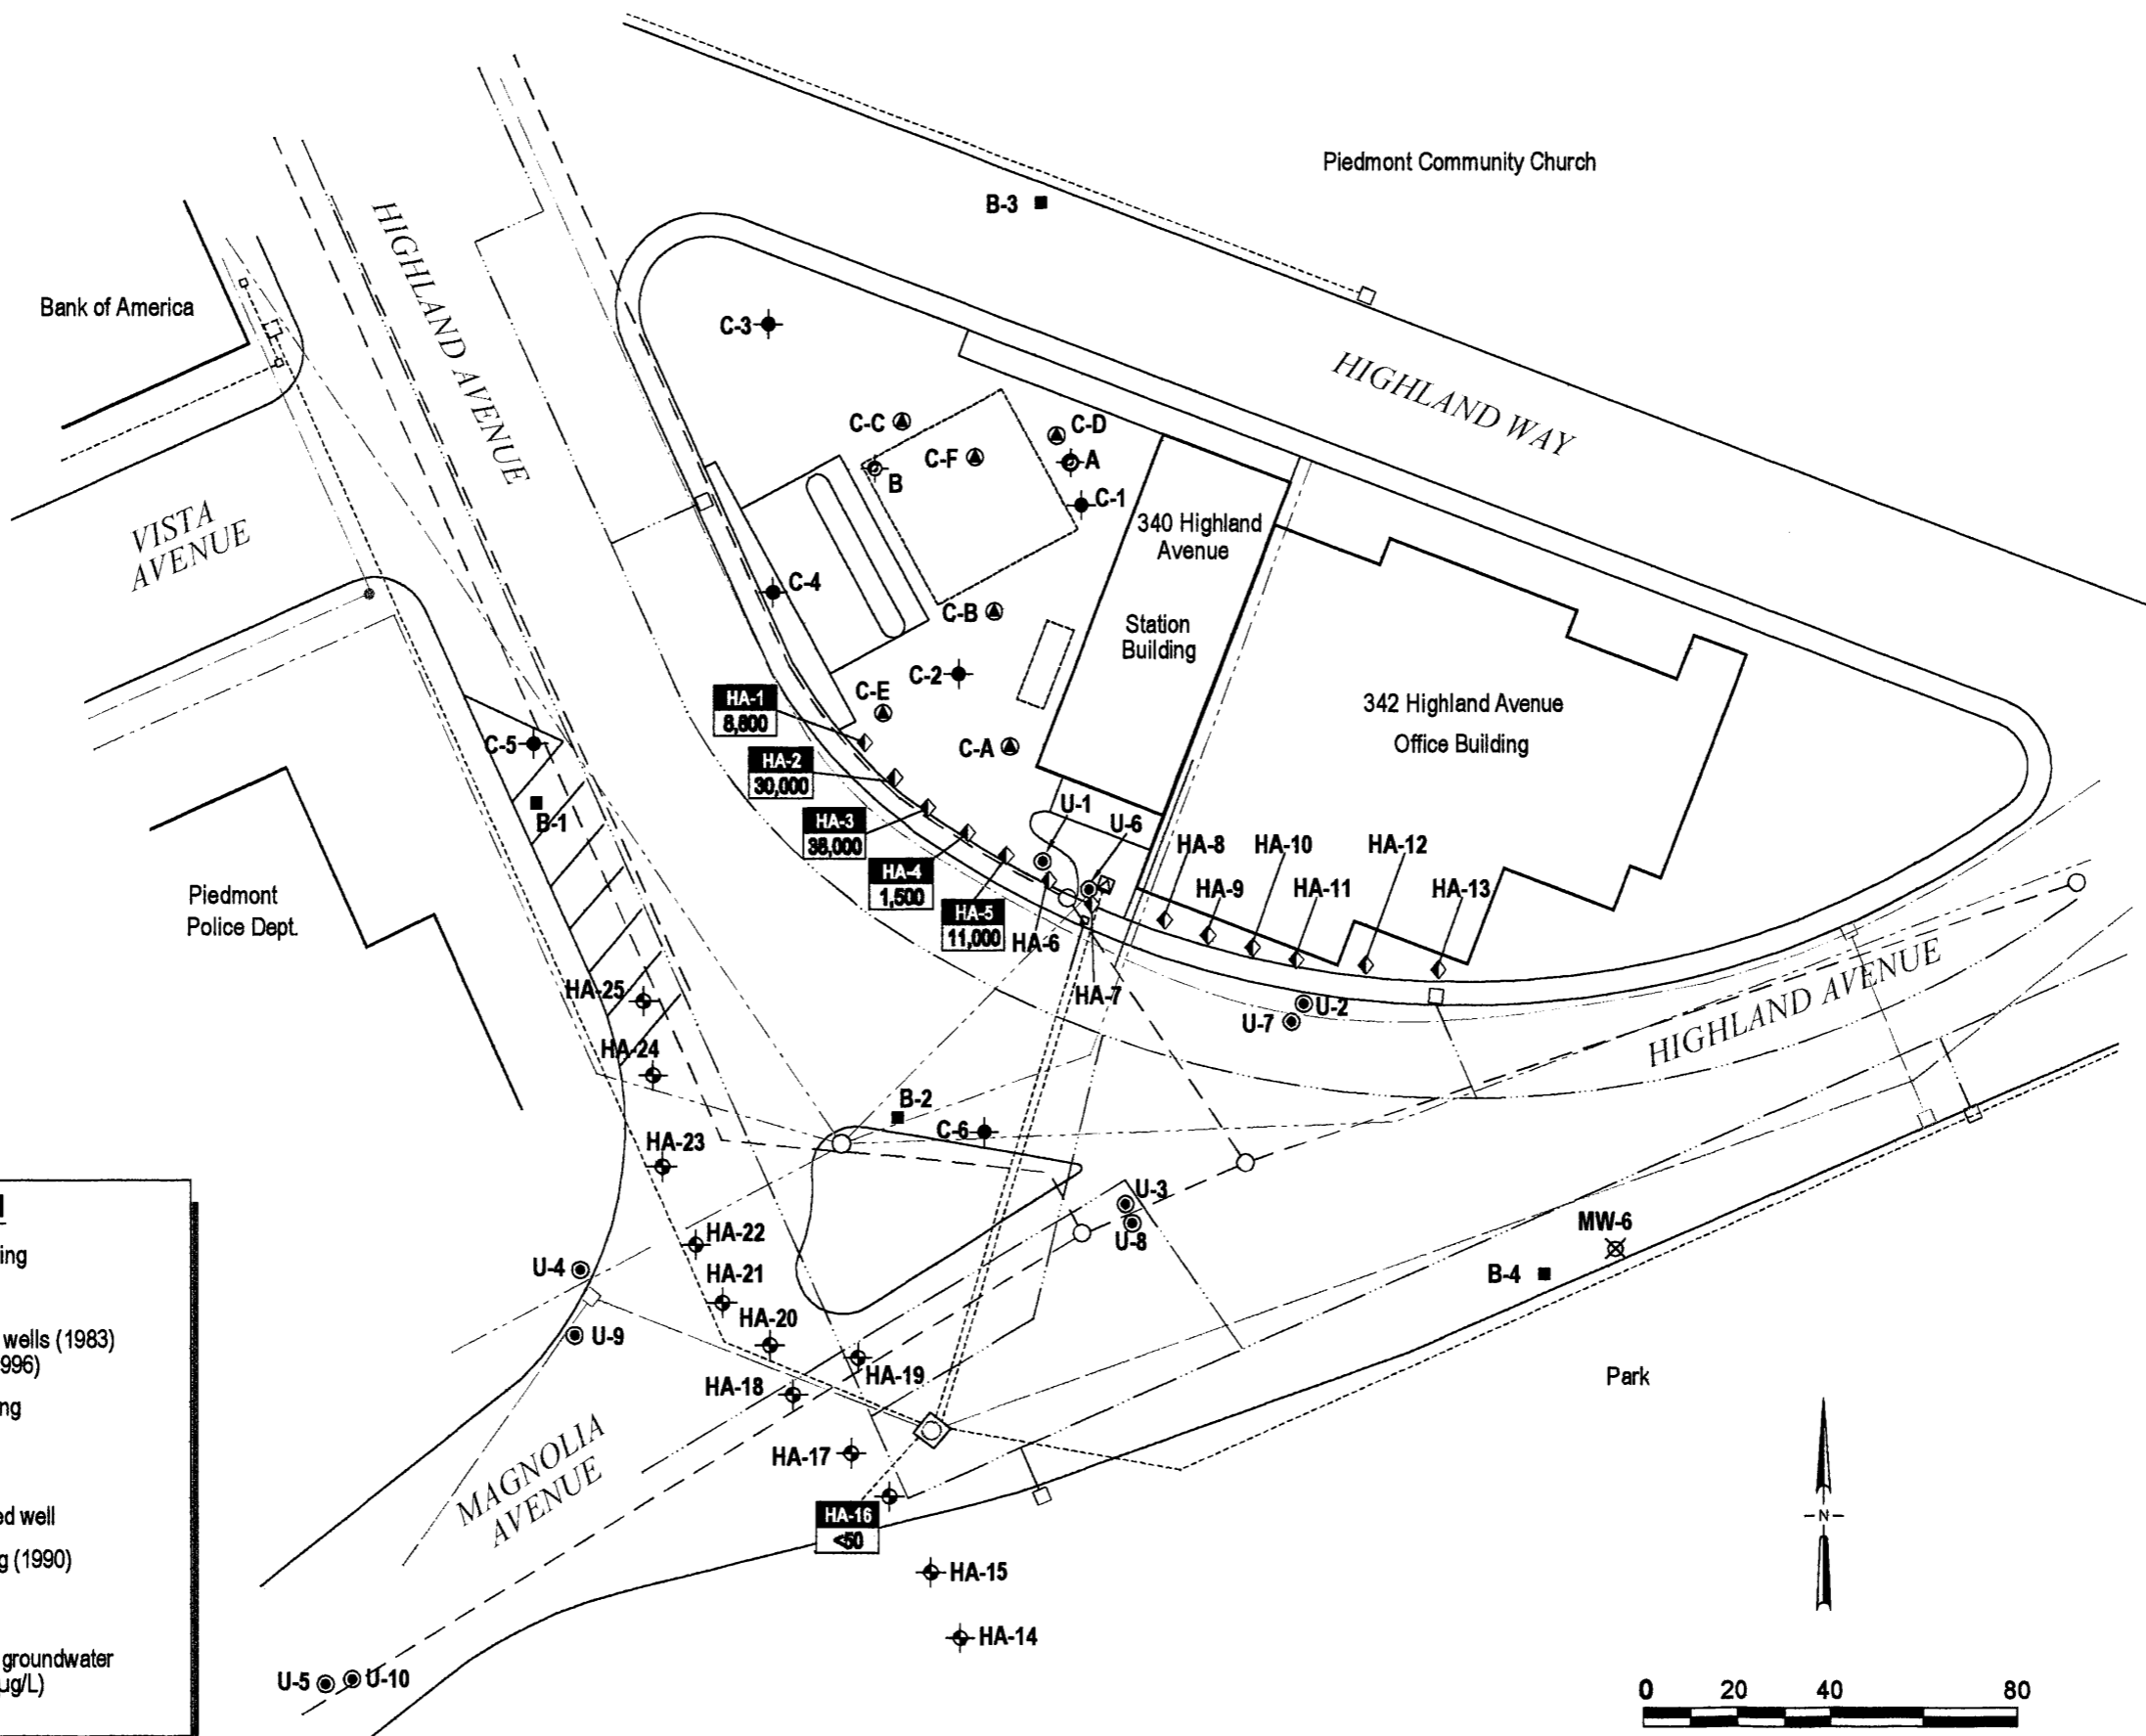 Piedmont Community Church
B-3
HIGHLAND AVENUE
Bank of America
C-3
HIGHLAND WAY
C-C
C-D
C-F
A
B
C-1
VISTA
AVENUE
340 Highland
Avenue
C-4
C-B
Station
Building
C-2
C-E
HA-1
8,800
342 Highland Avenue
Office Building
C-5
C-A
HA-2
30,000
B-1
U-1
HA-3
38,000
U-6
HA-8
HA-10
HA-12
HA-4
1,500
HA-9
HA-11
HA-13
Piedmont
Police Dept.
HA-5
11,000
HA-6
HA-7
HIGHLAND AVENUE
HA-25
U-2
U-7
HA-24
B-2
C-6
HA-23
U-3
HA-22
U-8
MW-6
U-4
B-4
HA-21
HA-20
U-9
HA-19
Park
HA-18
MAGNOLIA
AVENUE
HA-17
N
HA-16
<50
HA-15
HA-14
U-5
U-10
0 20 40 80
ing
wells (1983)
996)
ng
ed well
g (1990)
groundwater
µg/L)